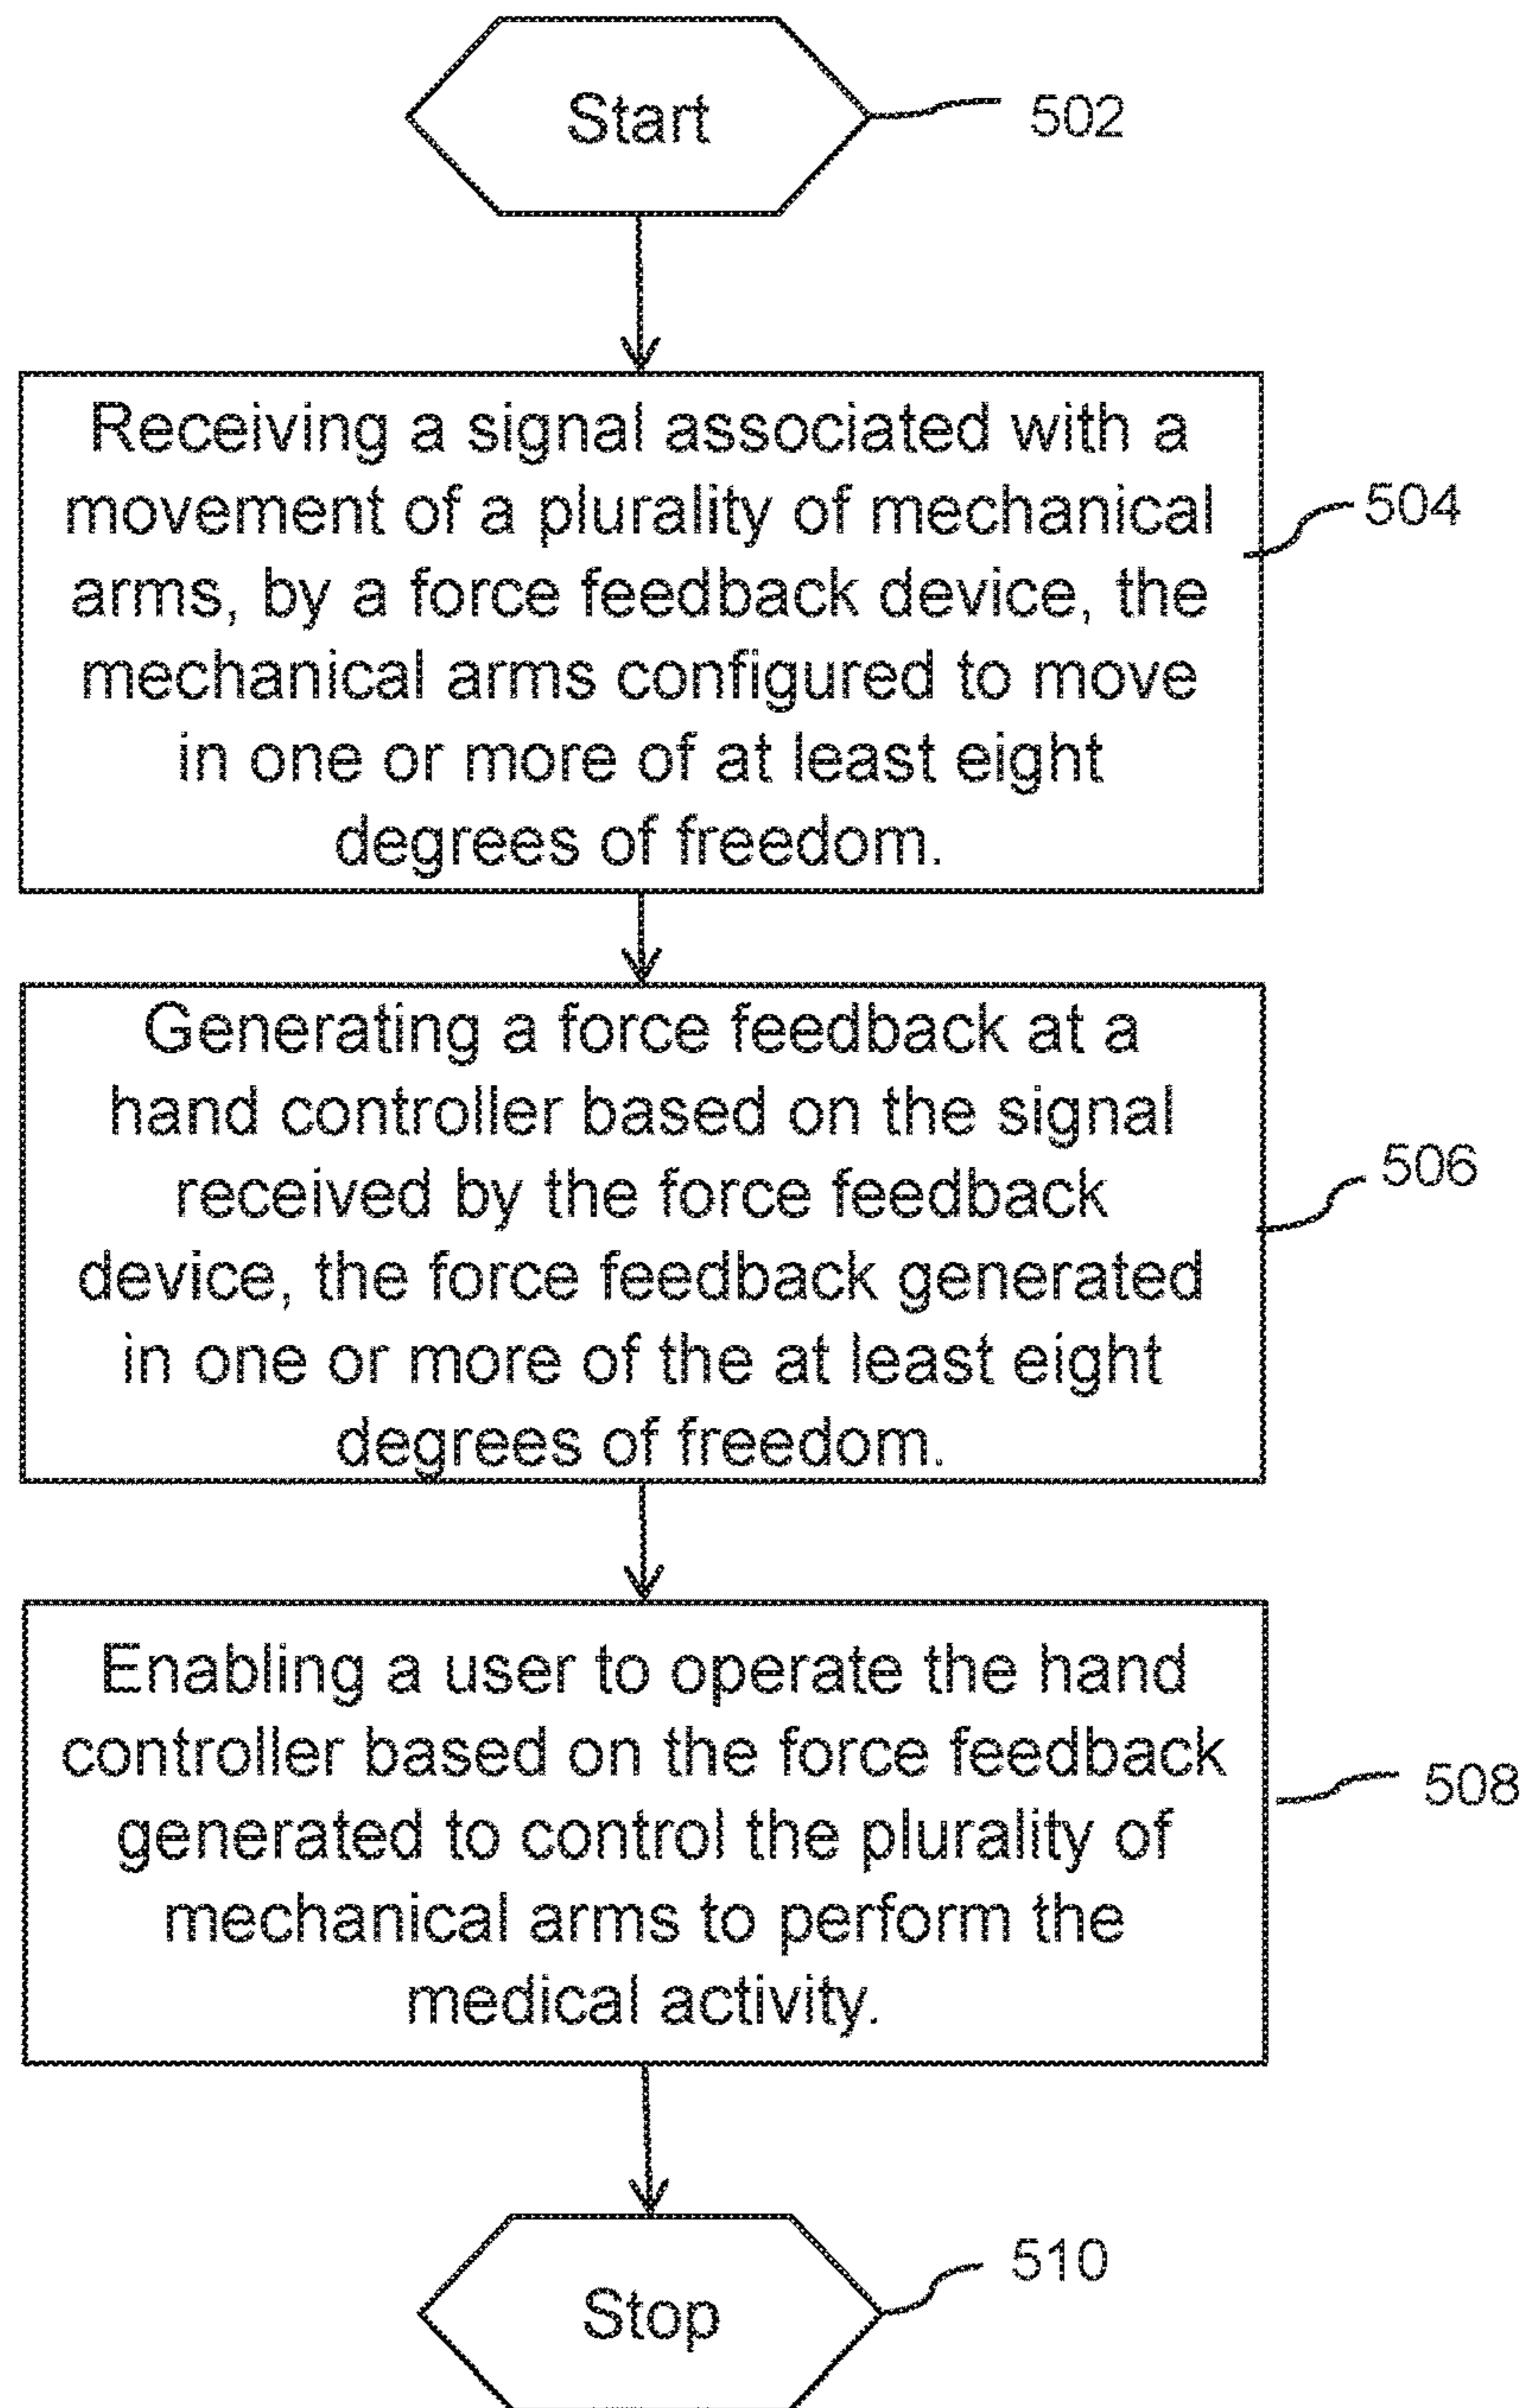 Start
502
Receiving a signal associated with a
movement of a plurality of mechanical
504
arms, by a force feedback device, the
mechanical arms configured to move
in one or more of at least eight
degrees of freedom.
Generating a force feedback at a
hand controller based on the signal
506
received by the force feedback
device, the force feedback generated
in one or more of the at least eight
degrees of freedom.
Enabling a user to operate the hand
controller based on the force feedback
508
generated to control the plurality of
mechanical arms to perform the
medical activity.
510
Stop